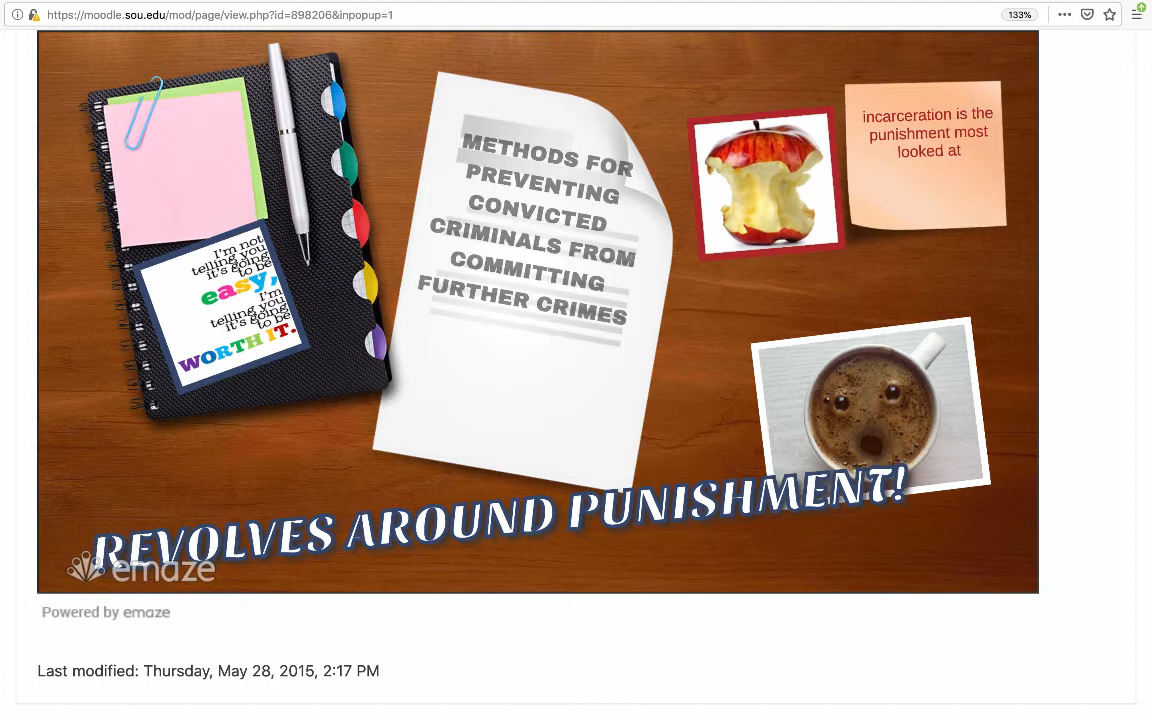 https://moodle.sou.edu/mod/page/view.php?id=898206&inpopup=1
133%
I'm not
telling you
it's going
to be
easy,
I'm
telling you
it's going
to be
WORTH IT.
METHODS FOR
PREVENTING
CONVICTED
CRIMINALS FROM
COMMITTING
FURTHER CRIMES
incarceration is the
punishment most
looked at
REVOLVES AROUND PUNISHMENT!
emaze
Powered by emaze
Last modified: Thursday, May 28, 2015, 2:17 PM